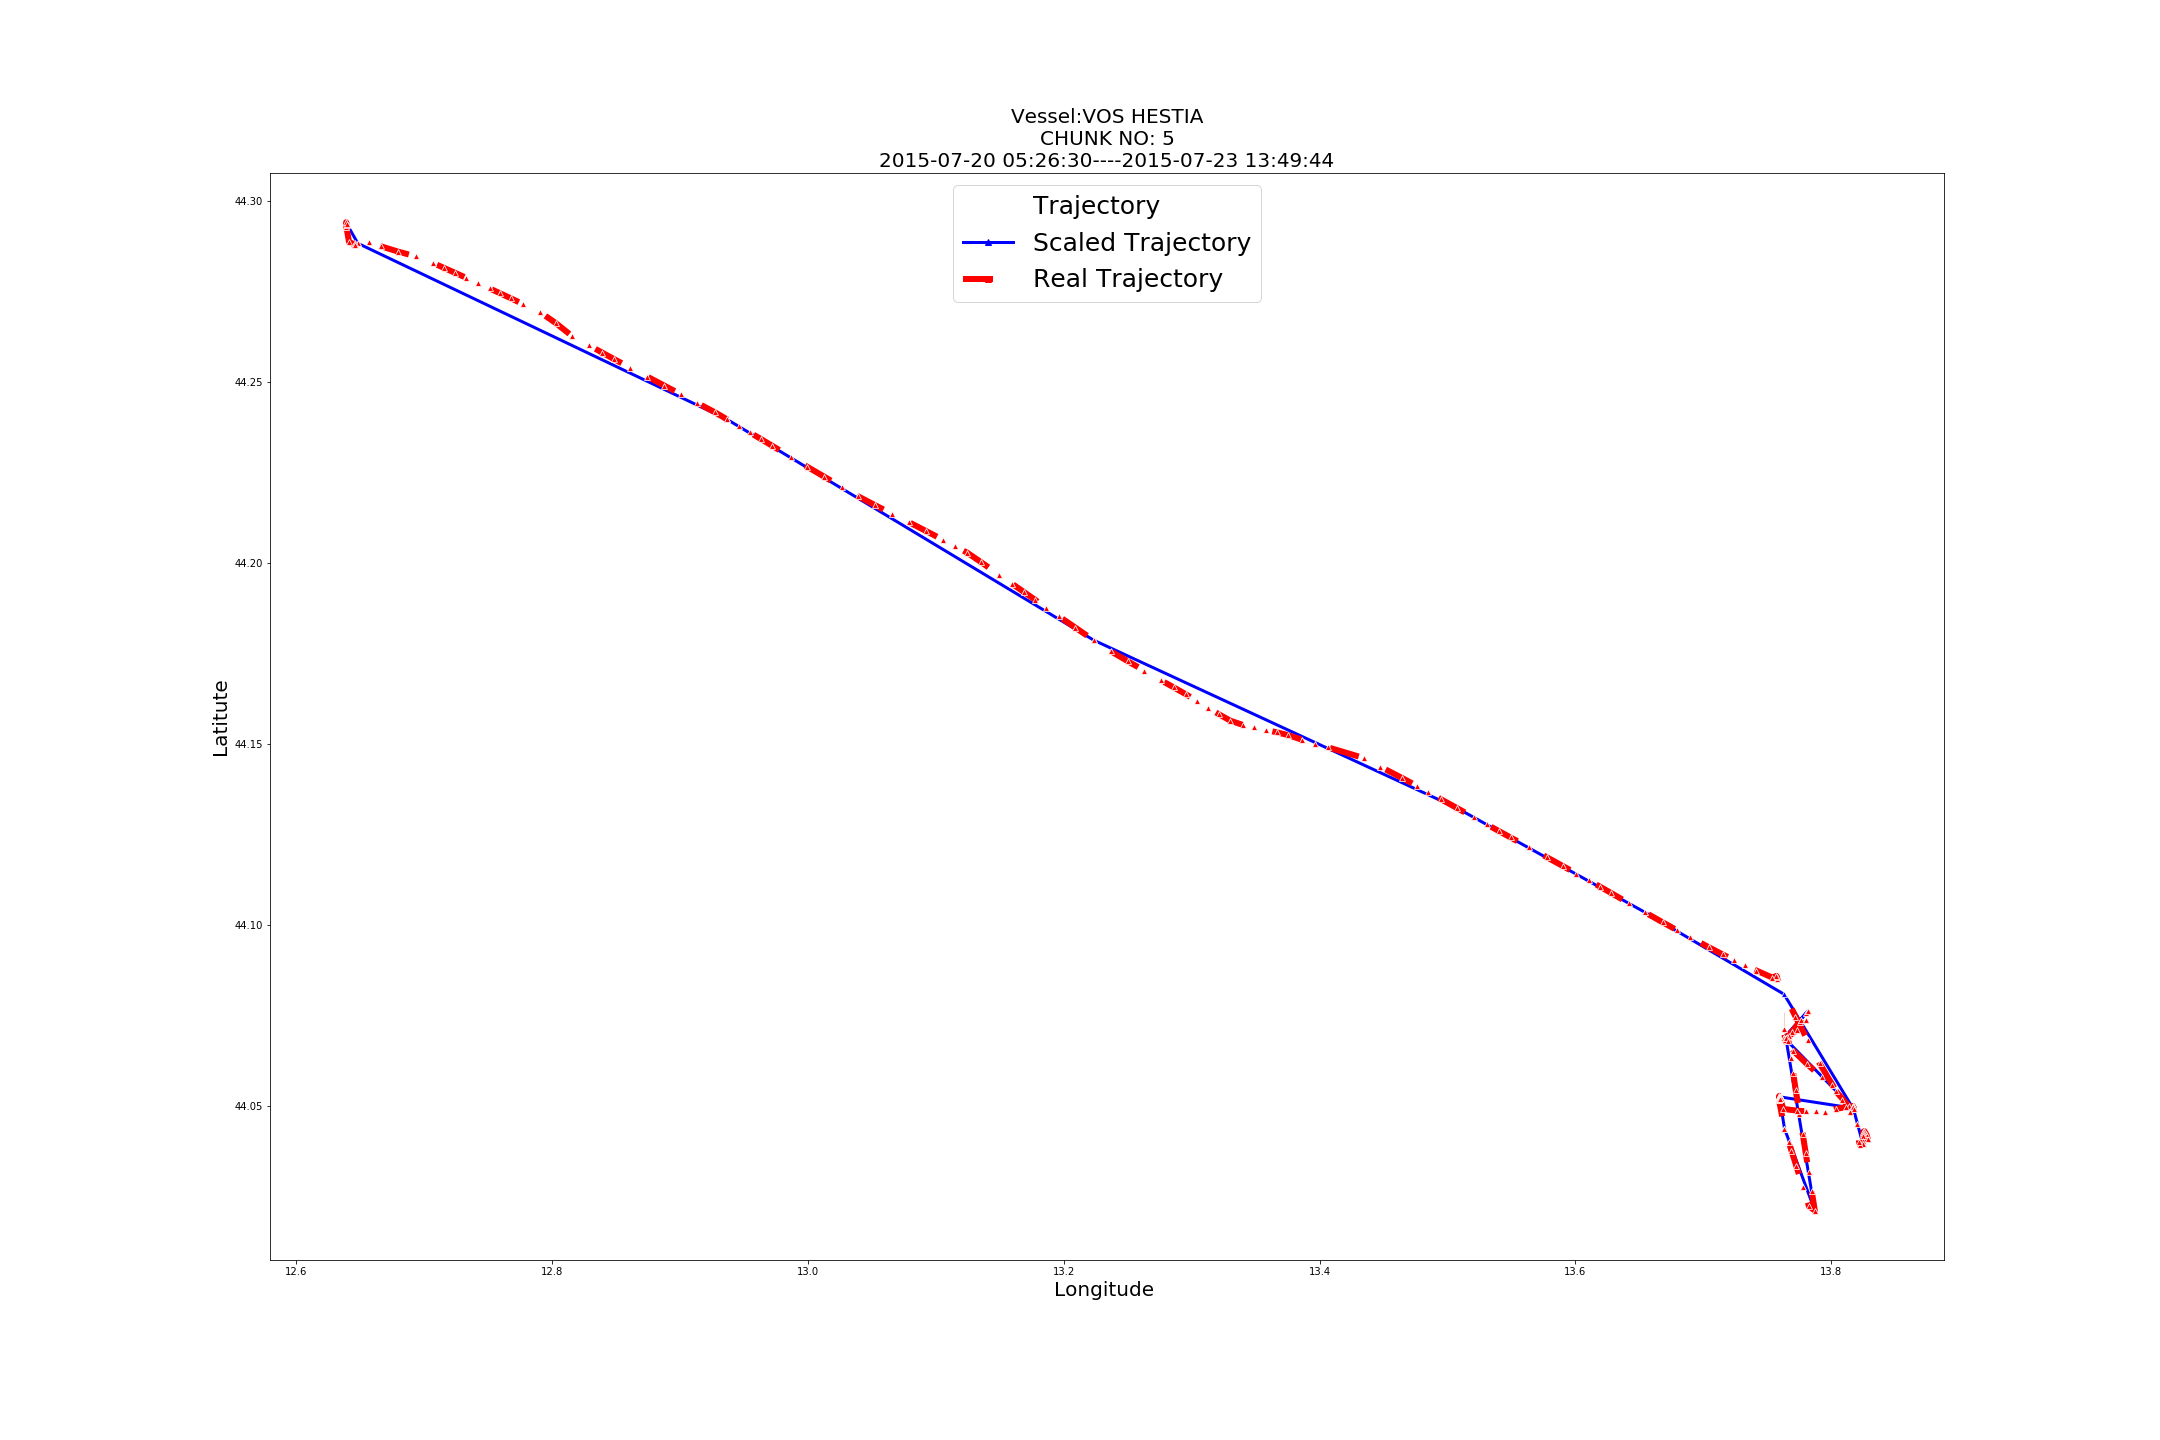 Vessel:VOS HESTIA
CHUNK NO: 5
2015-07-20 05:26:30----2015-07-23 13:49:44
Trajectory
Scaled Trajectory
Real Trajectory
44.30
44.25
44.20
44.15
44.10
44.05
Latitute
12.6 12.8 13.0 13.2 13.4 13.6 13.8
Longitude